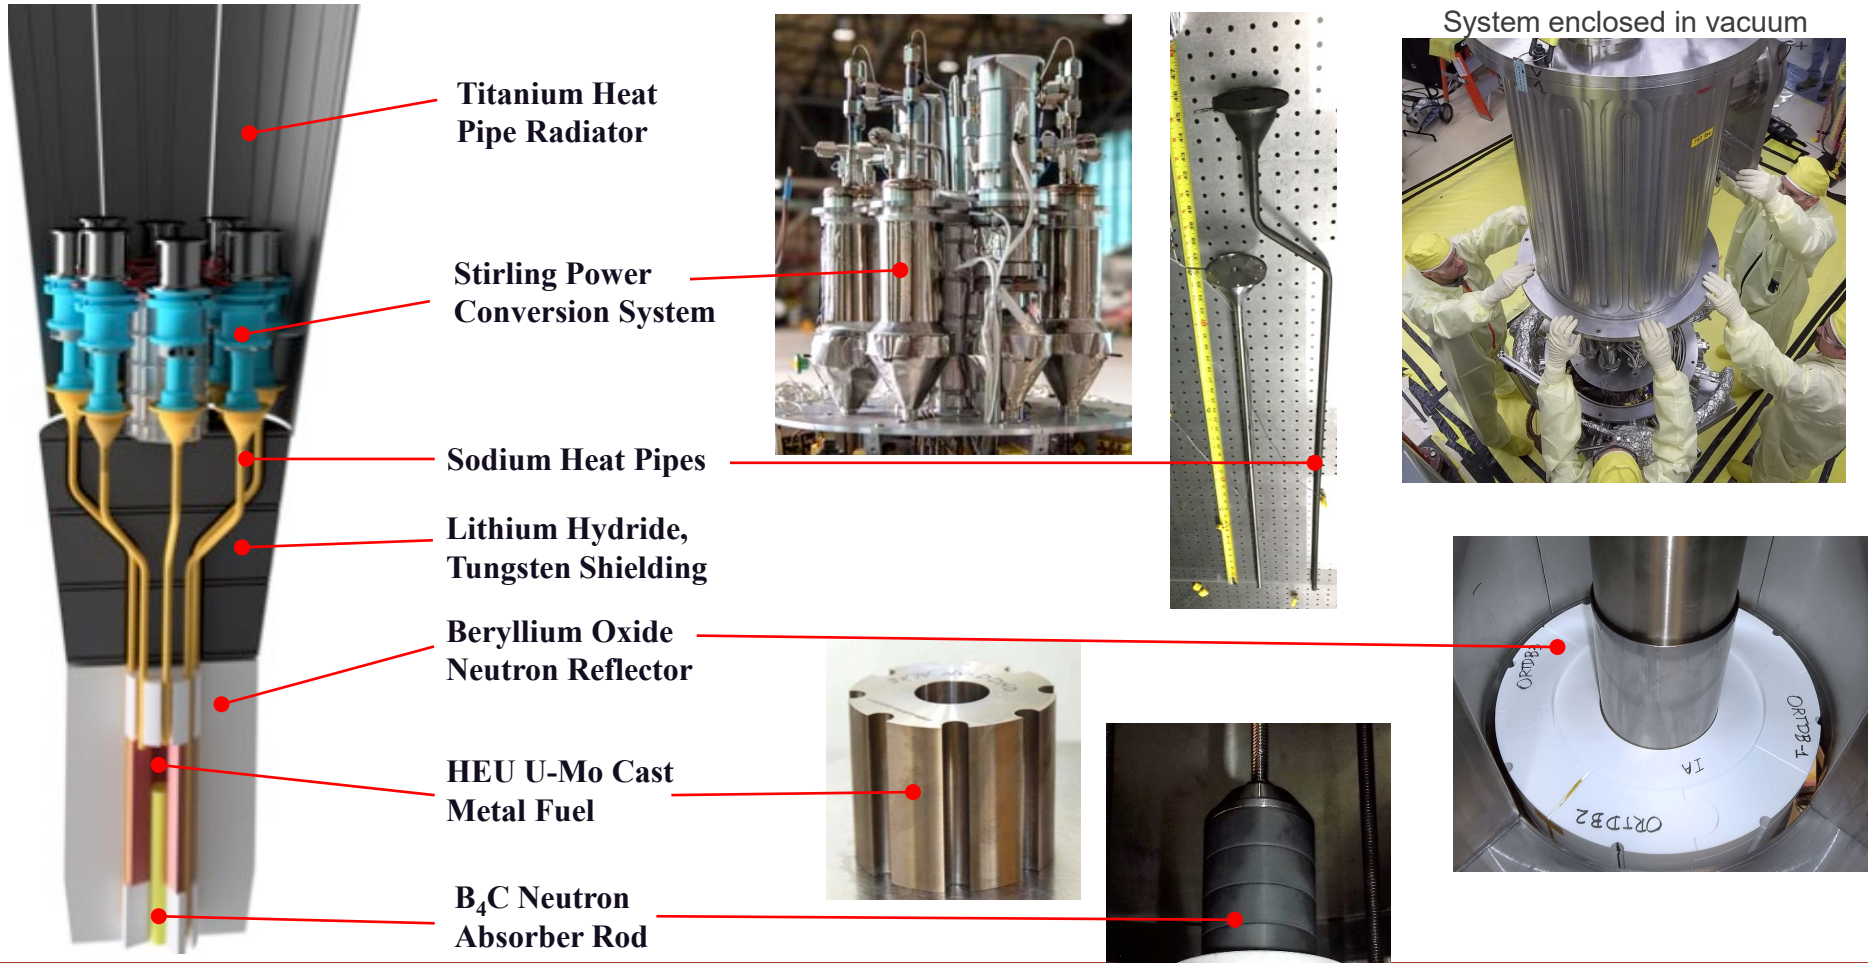 System enclosed in vacuum
Titanium Heat
Pipe Radiator
Stirling Power
Conversion System
Sodium Heat Pipes
Lithium Hydride,
Tungsten Shielding
Beryllium Oxide
Neutron Reflector
HEU U-Mo Cast
Metal Fuel
B₄C Neutron
Absorber Rod
ORTDB-1
IA
ORTDB2